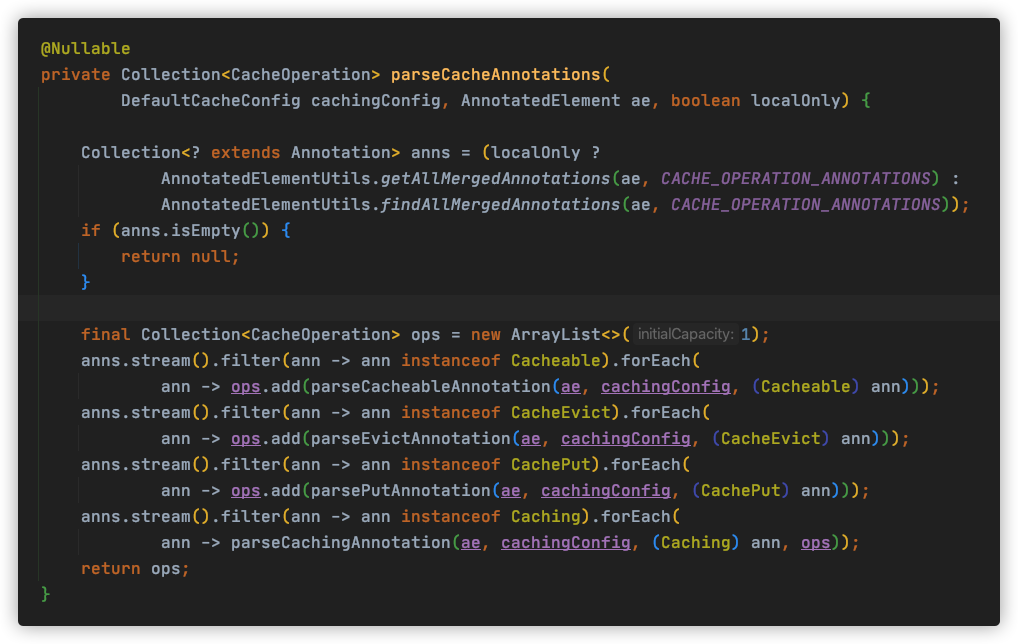 @Nullable
private Collection<CacheOperation> parseCacheAnnotations(
        DefaultCacheConfig cachingConfig, AnnotatedElement ae, boolean localOnly) {

    Collection<? extends Annotation> anns = (localOnly ?
            AnnotatedElementUtils.getAllMergedAnnotations(ae, CACHE_OPERATION_ANNOTATIONS) :
            AnnotatedElementUtils.findAllMergedAnnotations(ae, CACHE_OPERATION_ANNOTATIONS));
    if (anns.isEmpty()) {
        return null;
    }

    final Collection<CacheOperation> ops = new ArrayList<>( initialCapacity: 1);
    anns.stream().filter(ann -> ann instanceof Cacheable).forEach(
            ann -> ops.add(parseCacheableAnnotation(ae, cachingConfig, (Cacheable) ann)));
    anns.stream().filter(ann -> ann instanceof CacheEvict).forEach(
            ann -> ops.add(parseEvictAnnotation(ae, cachingConfig, (CacheEvict) ann)));
    anns.stream().filter(ann -> ann instanceof CachePut).forEach(
            ann -> ops.add(parsePutAnnotation(ae, cachingConfig, (CachePut) ann)));
    anns.stream().filter(ann -> ann instanceof Caching).forEach(
            ann -> parseCachingAnnotation(ae, cachingConfig, (Caching) ann, ops));
    return ops;
}